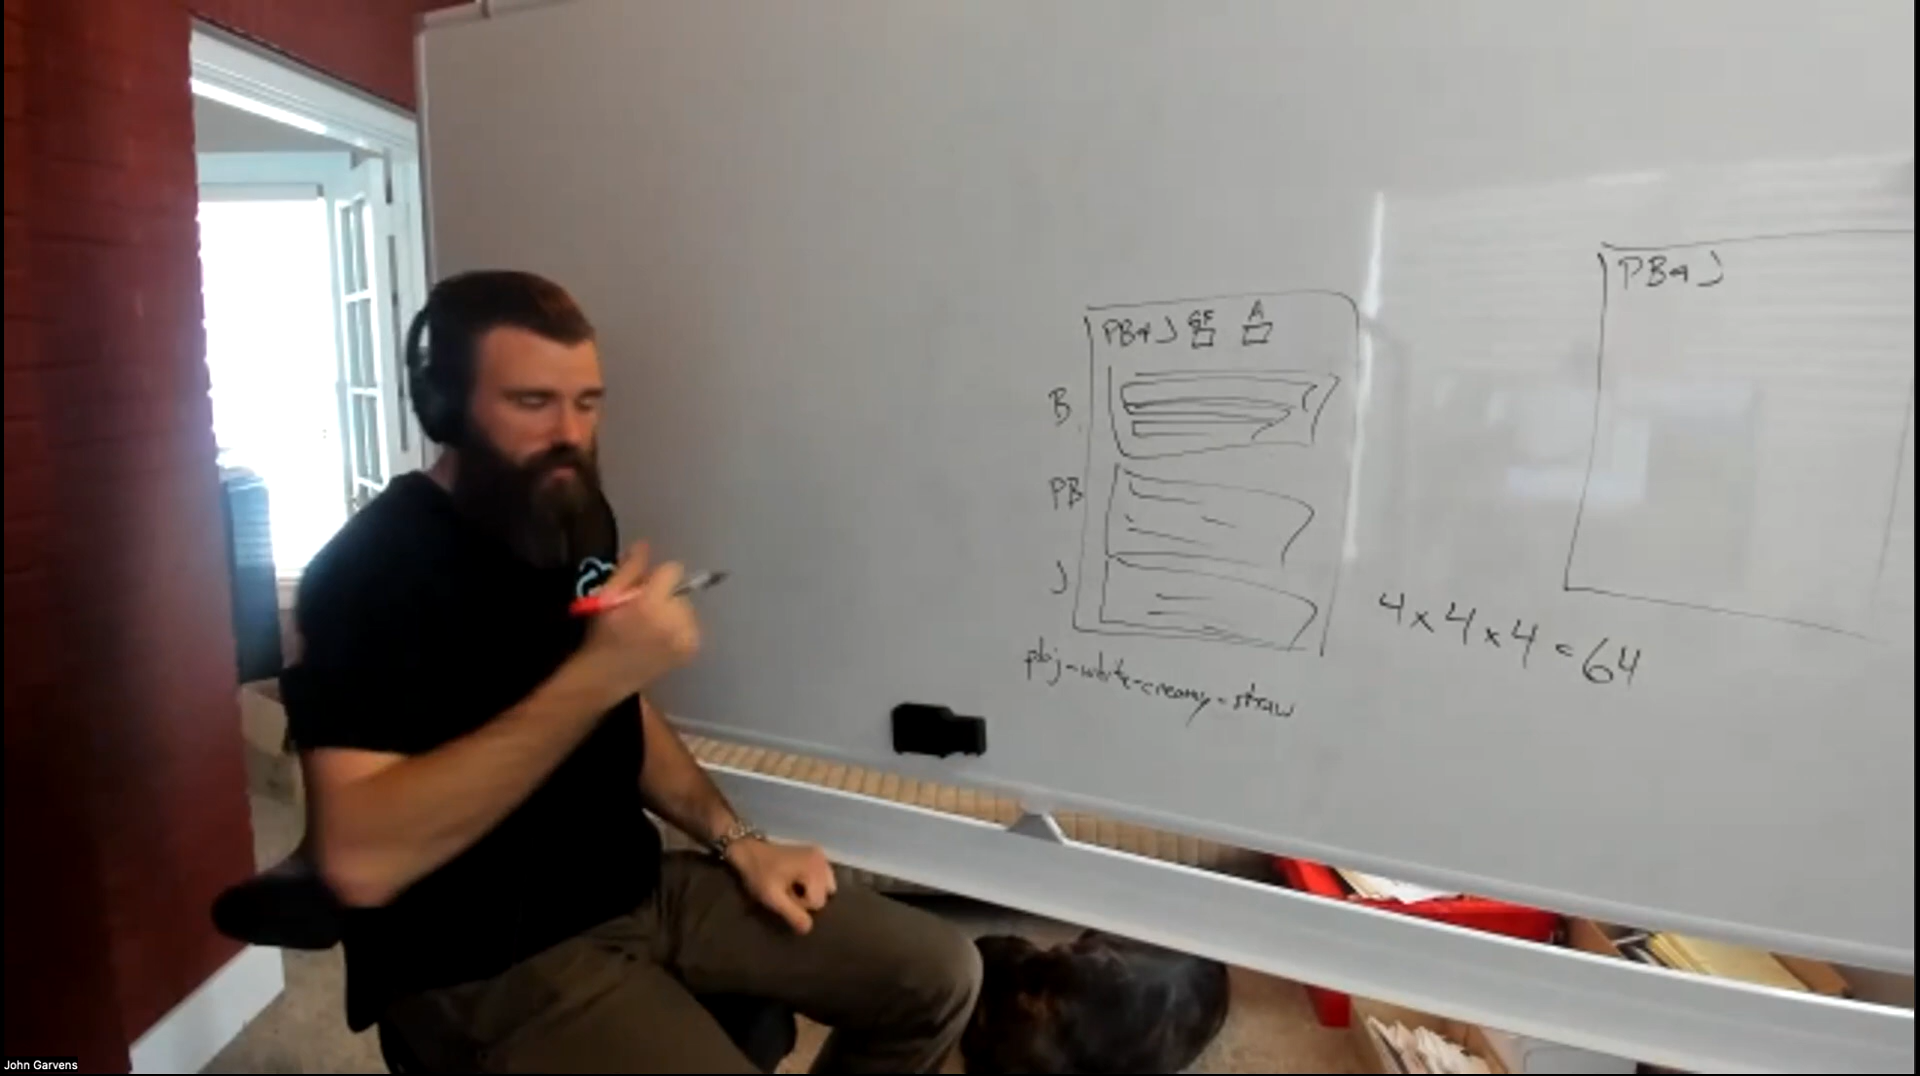 PB&J GF A
B
PB
J
pbj-white-creamy-straw
4x4x4=64
PB&J
John Garvens